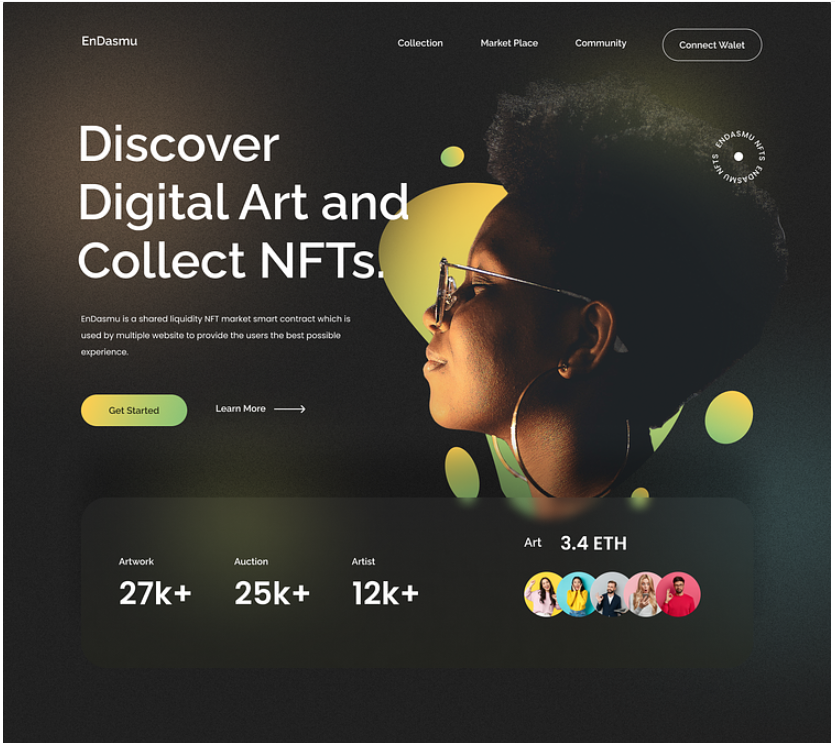 EnDasmu
Collection
Market Place
Community
Connect Walet
Discover
Digital Art and
Collect NFTs.
ENDASMU NFTS ENDASMU NFTS
EnDasmu is a shared liquidity NFT market smart contract which is
used by multiple website to provide the users the best possible
experience.
Get Started
Learn More
Artwork
27k+
Auction
25k+
Artist
12k+
Art 3.4 ETH